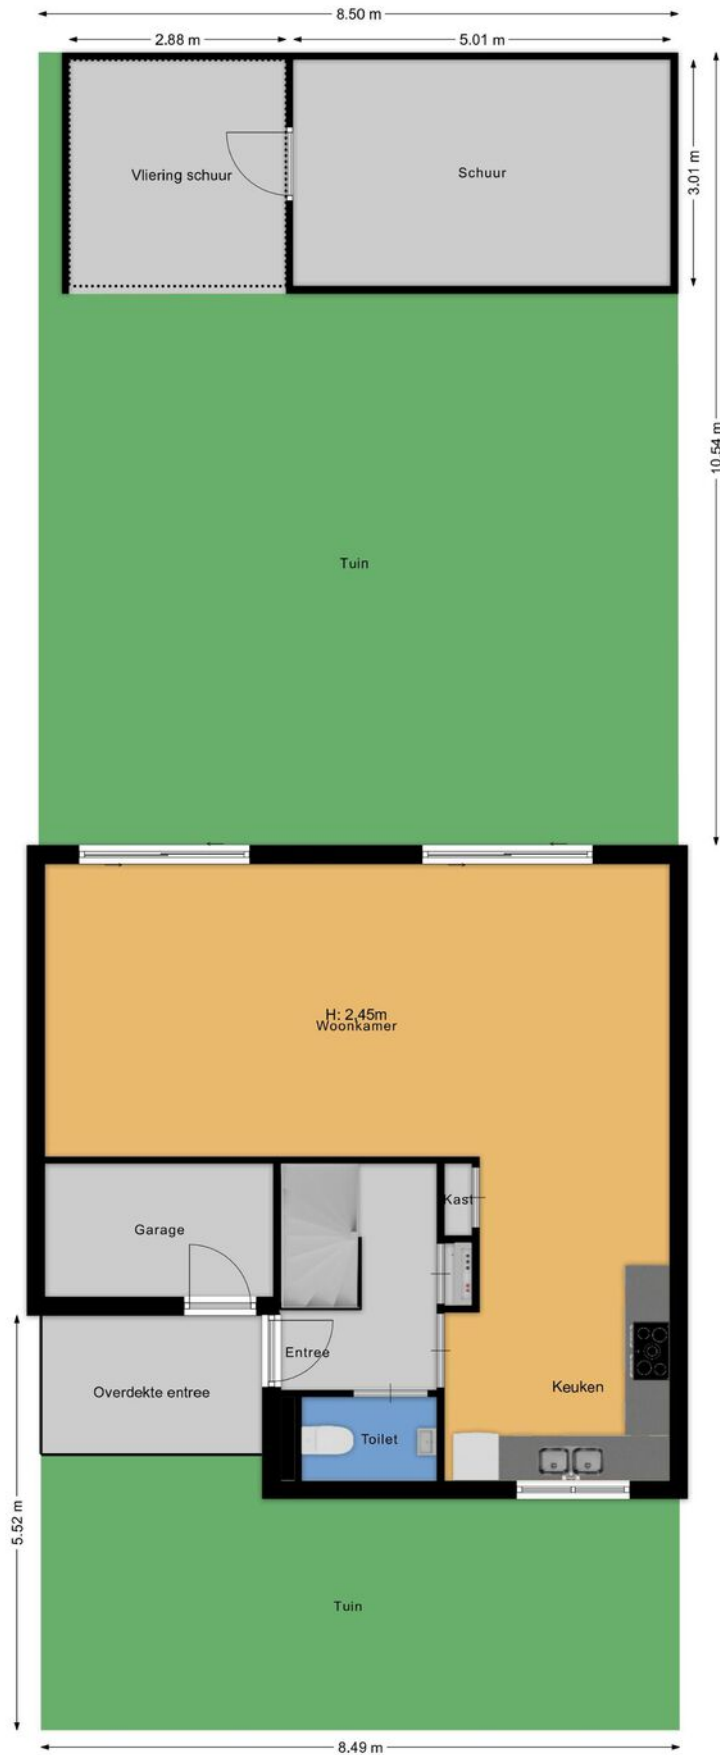 8.50 m
2.88 m
5.01 m
3.01 m
Vliering schuur
Schuur
10.54 m
Tuin
H: 2,45m
Woonkamer
Kast
Garage
Entree
Keuken
Overdekte entree
Toilet
5.52 m
Tuin
8.49 m